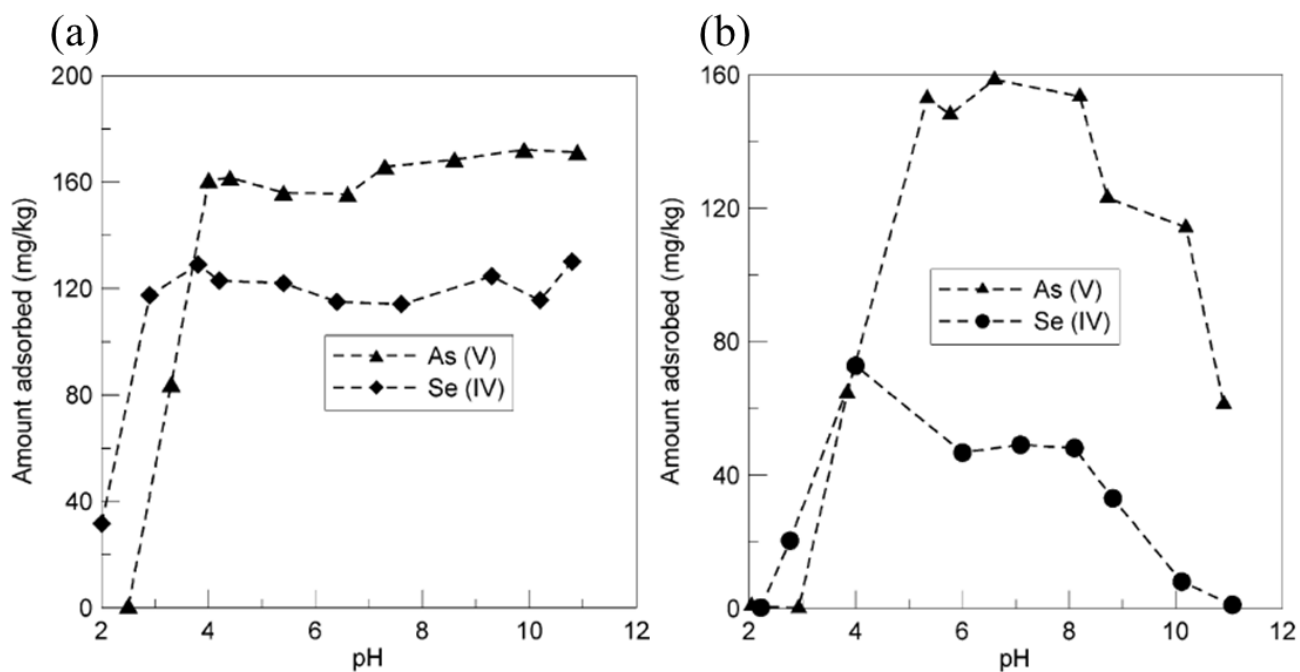 (a)
200
160
120
80
40
0
Amount adsorbed (mg/kg)
As (V)
Se (IV)
2 4 6 8 10 12
pH
(b)
160
120
80
40
0
Amount adsrobed (mg/kg)
As (V)
Se (IV)
2 4 6 8 10 12
pH